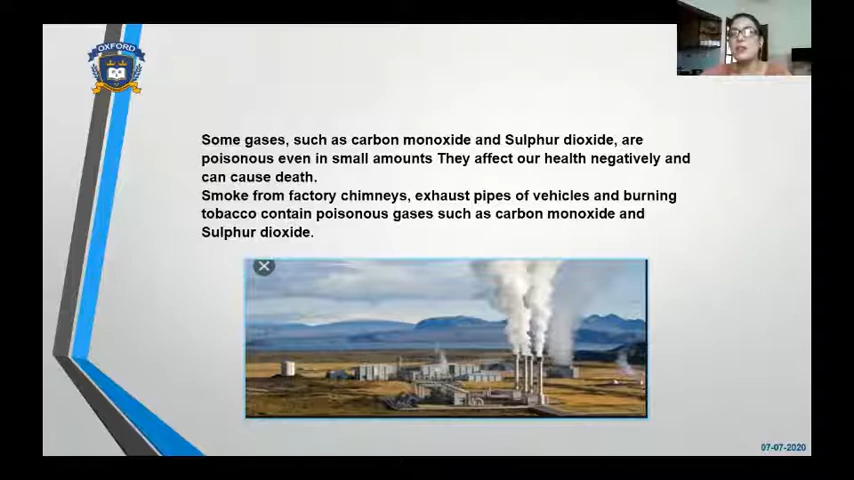 OXFORD
Some gases, such as carbon monoxide and Sulphur dioxide, are
poisonous even in small amounts They affect our health negatively and
can cause death.
Smoke from factory chimneys, exhaust pipes of vehicles and burning
tobacco contain poisonous gases such as carbon monoxide and
Sulphur dioxide.
07-07-2020